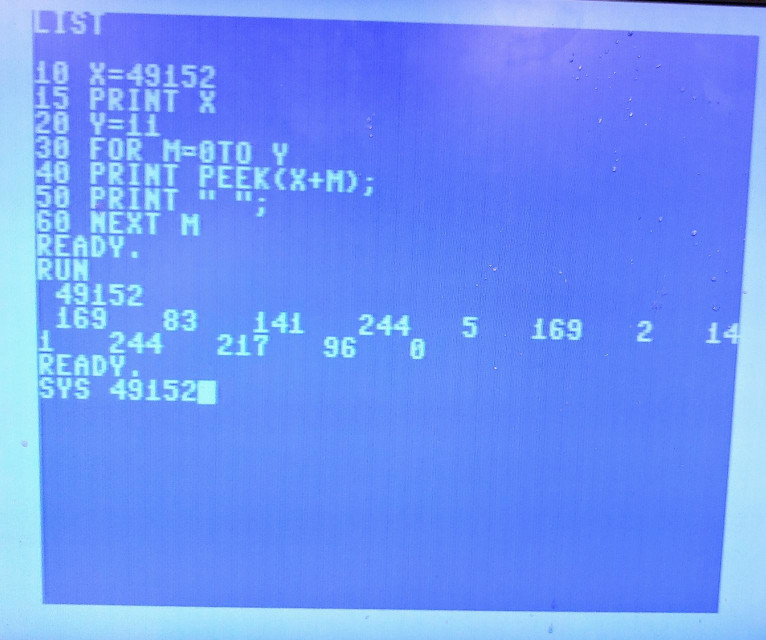 LIST
10 X=49152
15 PRINT X
20 Y=11
30 FOR M=0TO Y
40 PRINT PEEK(X+M);
50 PRINT " ";
60 NEXT M
READY.
RUN
49152
169 83 141 244 5 169 2 14
1 244 217 96 0
READY.
SYS 49152